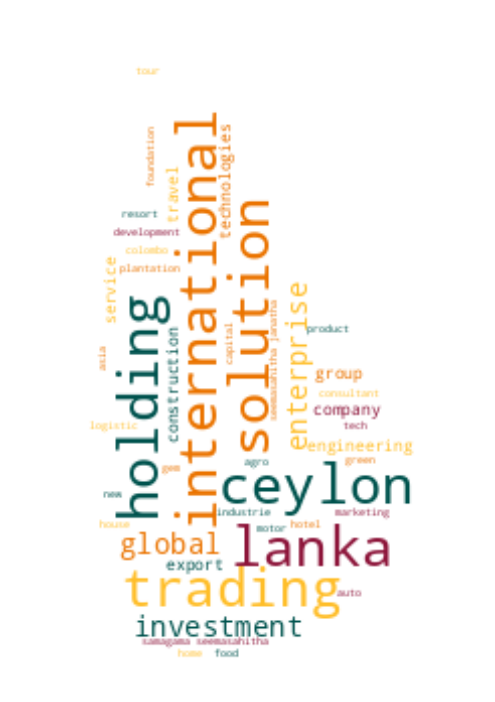 tour
international
foundation
technologies
travel
solution
resort
development
colombo
service
plantation
enterprise
holding
seemasahitha janatha
capital
product
construction
asia
group
consultant
company
logistic
tech
engineering
agro
green
gem
ceylon
new
industrie
marketing
house
motor
hotel
lanka
global
export
trading
auto
investment
samagama seemasahitha
home
food